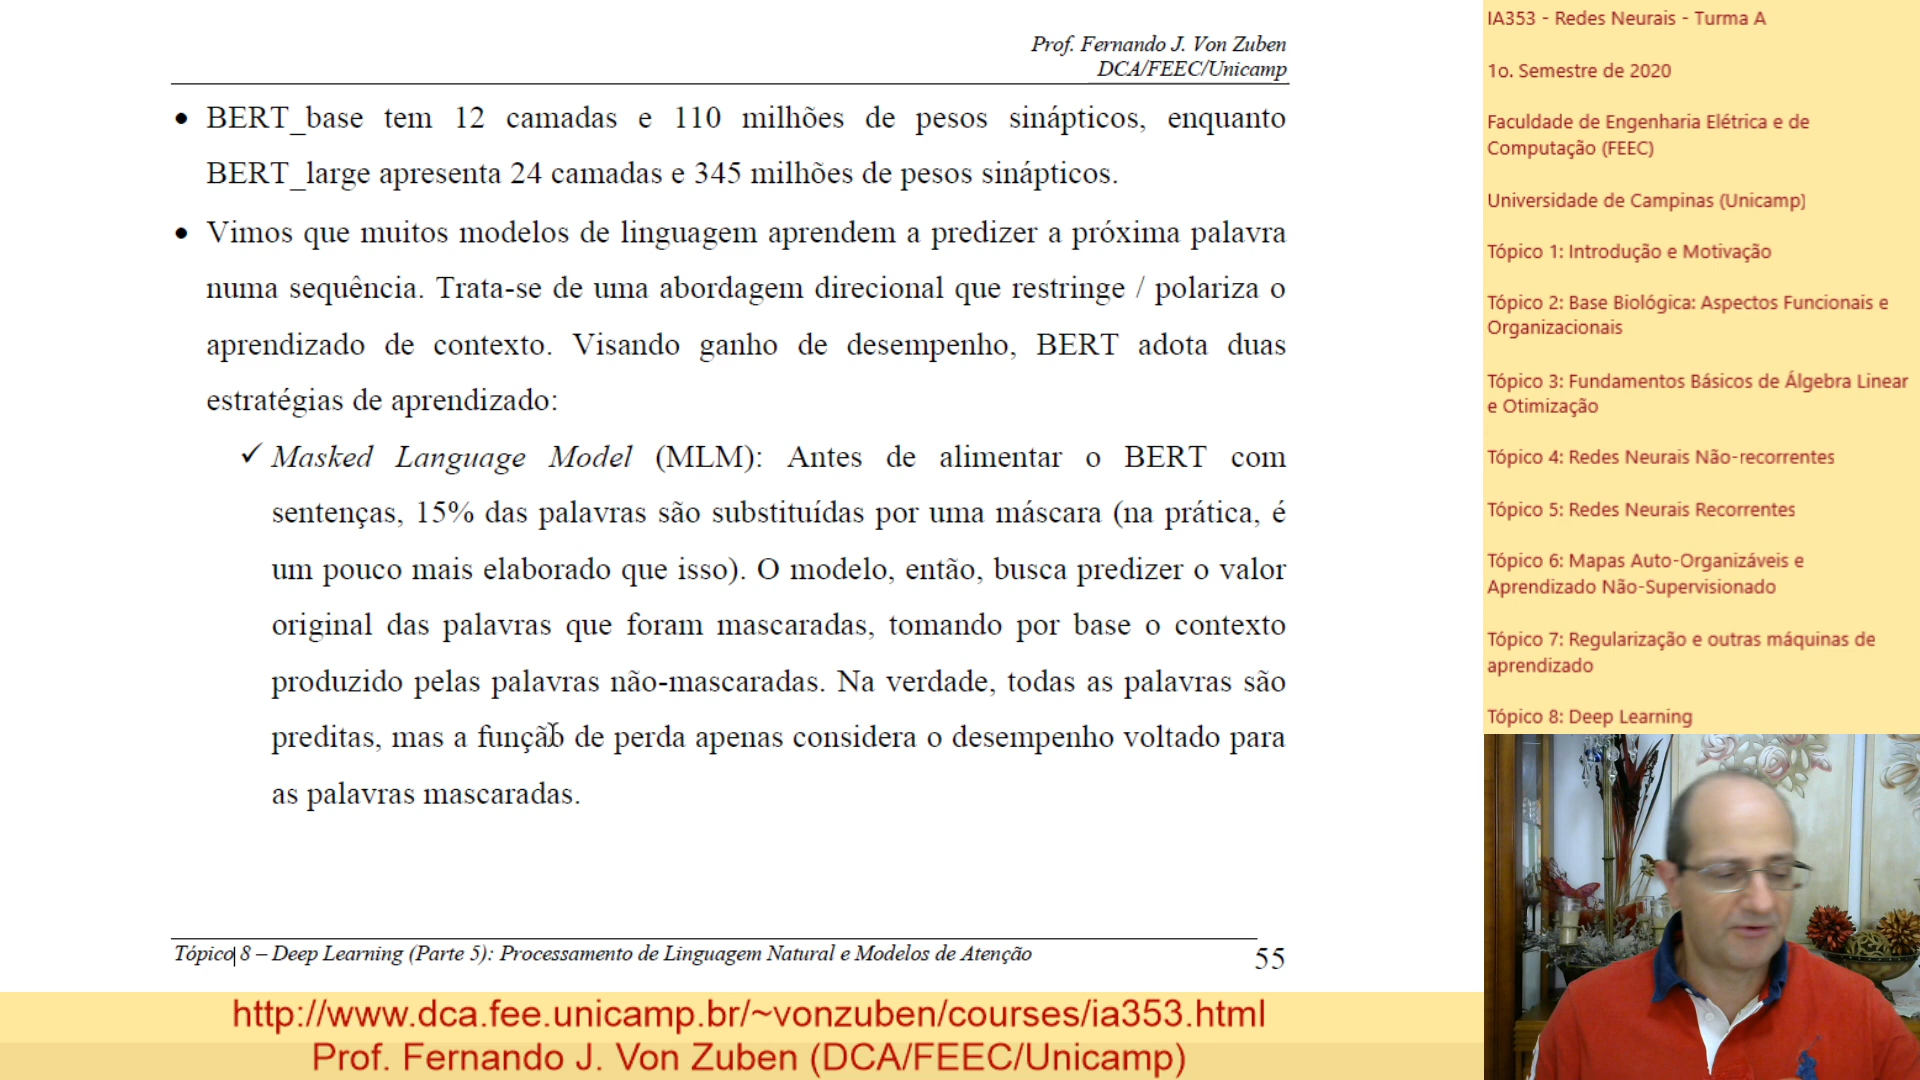 Prof. Fernando J. Von Zuben
DCA/FEEC/Unicamp
• BERT_base tem 12 camadas e 110 milhões de pesos sinápticos, enquanto
BERT_large apresenta 24 camadas e 345 milhões de pesos sinápticos.
• Vimos que muitos modelos de linguagem aprendem a predizer a próxima palavra
numa sequência. Trata-se de uma abordagem direcional que restringe / polariza o
aprendizado de contexto. Visando ganho de desempenho, BERT adota duas
estratégias de aprendizado:
✓ Masked Language Model (MLM): Antes de alimentar o BERT com
sentenças, 15% das palavras são substituídas por uma máscara (na prática, é
um pouco mais elaborado que isso). O modelo, então, busca predizer o valor
original das palavras que foram mascaradas, tomando por base o contexto
produzido pelas palavras não-mascaradas. Na verdade, todas as palavras são
preditas, mas a função de perda apenas considera o desempenho voltado para
as palavras mascaradas.
Tópico 8 – Deep Learning (Parte 5): Processamento de Linguagem Natural e Modelos de Atenção
55
http://www.dca.fee.unicamp.br/~vonzuben/courses/ia353.html
Prof. Fernando J. Von Zuben (DCA/FEEC/Unicamp)
IA353 - Redes Neurais - Turma A
1o. Semestre de 2020
Faculdade de Engenharia Elétrica e de
Computação (FEEC)
Universidade de Campinas (Unicamp)
Tópico 1: Introdução e Motivação
Tópico 2: Base Biológica: Aspectos Funcionais e
Organizacionais
Tópico 3: Fundamentos Básicos de Álgebra Linear
e Otimização
Tópico 4: Redes Neurais Não-recorrentes
Tópico 5: Redes Neurais Recorrentes
Tópico 6: Mapas Auto-Organizáveis e
Aprendizado Não-Supervisionado
Tópico 7: Regularização e outras máquinas de
aprendizado
Tópico 8: Deep Learning